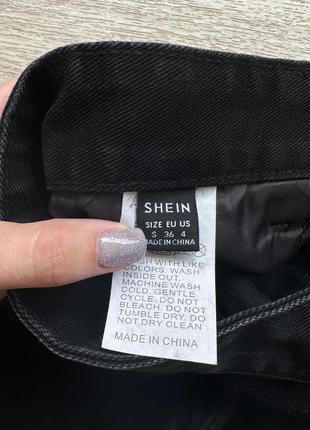 SHEIN
SIZE EU US
S 36 4
MADE IN CHINA
WITH LIKE
COLORS. WASH
INSIDE OUT.
MACHINE WASH
COLD. GENTLE
CYCLE. DO NOT
BLEACH. DO NOT
TUMBLE DRY. DO
NOT DRY CLEAN
MADE IN CHINA